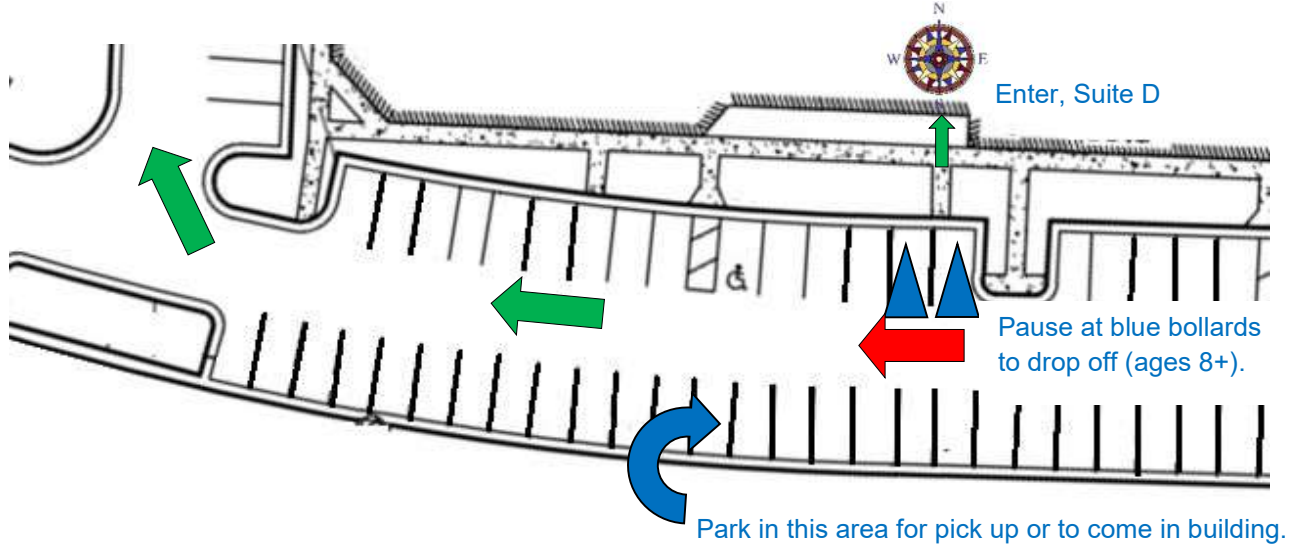 N
W E
S
Enter, Suite D
Pause at blue bollards
to drop off (ages 8+).
Park in this area for pick up or to come in building.